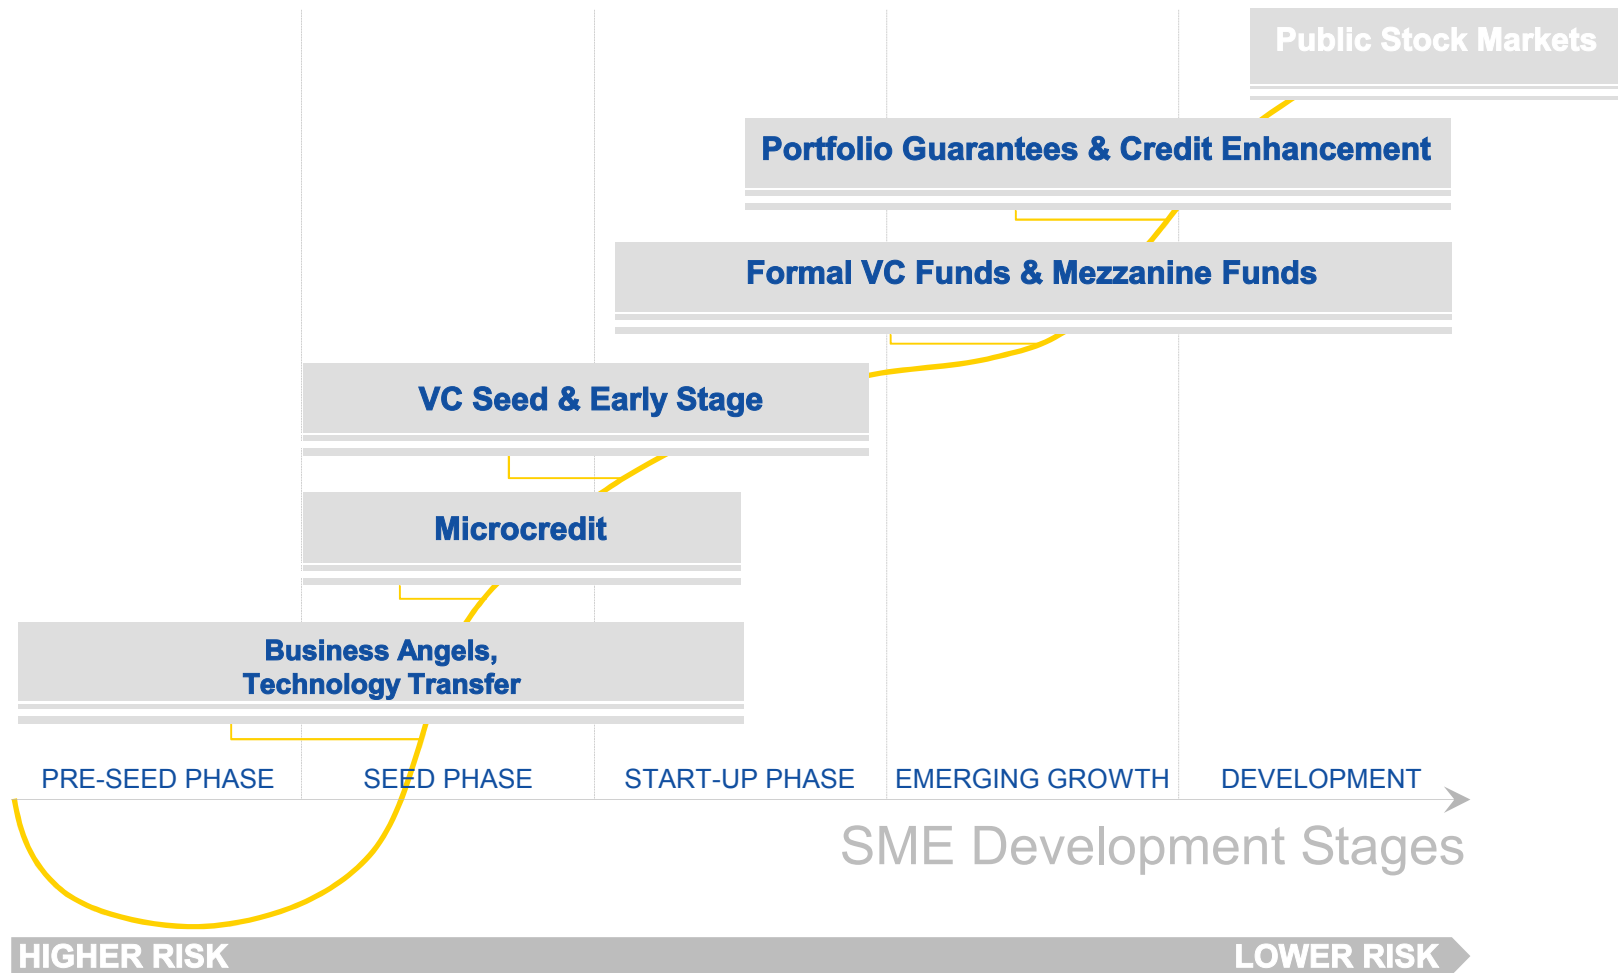 Public Stock Markets
Portfolio Guarantees & Credit Enhancement
Formal VC Funds & Mezzanine Funds
VC Seed & Early Stage
Microcredit
Business Angels,
Technology Transfer
PRE-SEED PHASE SEED PHASE START-UP PHASE EMERGING GROWTH DEVELOPMENT
SME Development Stages
HIGHER RISK LOWER RISK